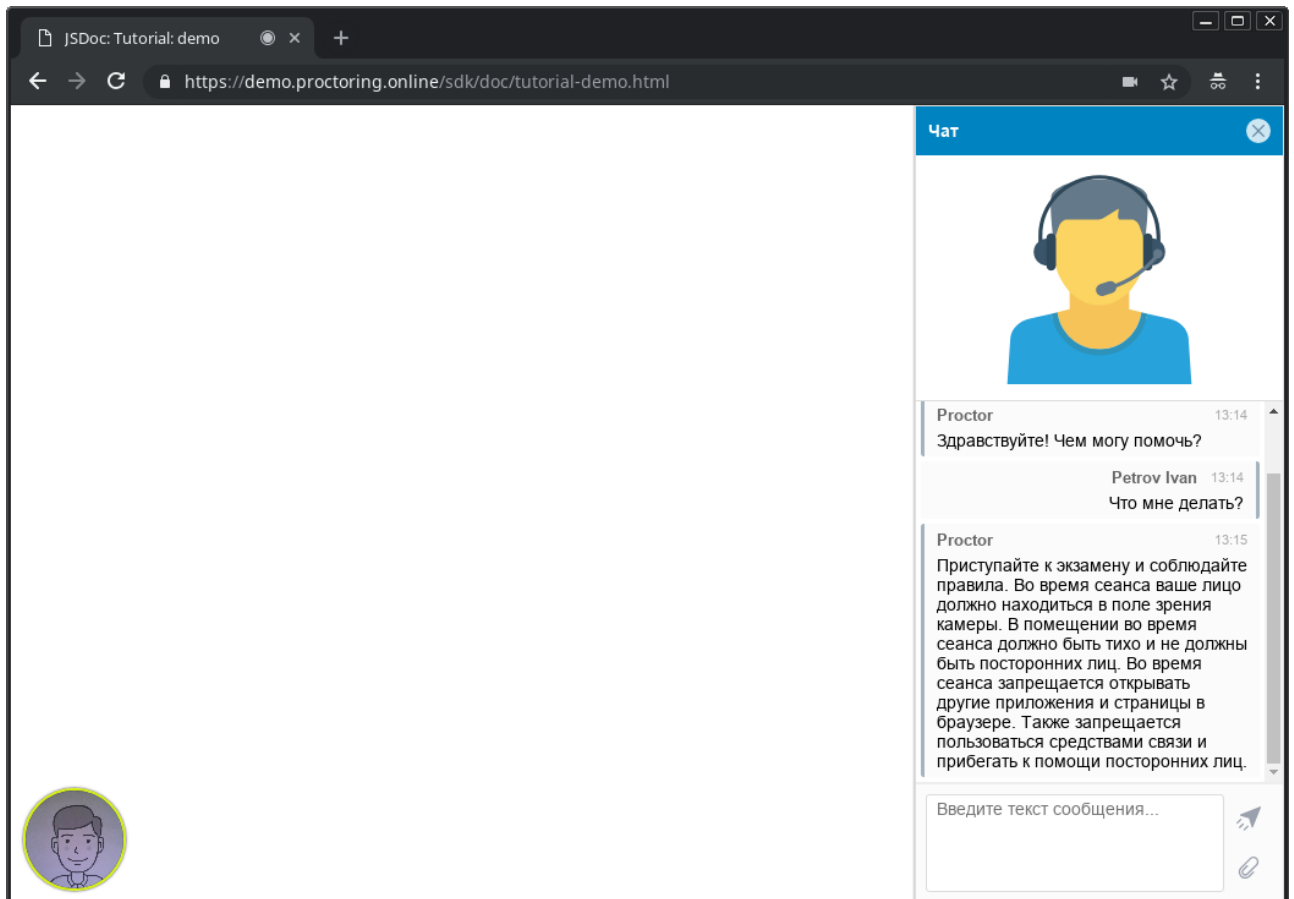 JSDoc: Tutorial: demo
https://demo.proctoring.online/sdk/doc/tutorial-demo.html
Чат
Proctor 13:14
Здравствуйте! Чем могу помочь?
Petrov Ivan 13:14
Что мне делать?
Proctor 13:15
Приступайте к экзамену и соблюдайте
правила. Во время сеанса ваше лицо
должно находиться в поле зрения
камеры. В помещении во время
сеанса должно быть тихо и не должны
быть посторонних лиц. Во время
сеанса запрещается открывать
другие приложения и страницы в
браузере. Также запрещается
пользоваться средствами связи и
прибегать к помощи посторонних лиц.
Введите текст сообщения...